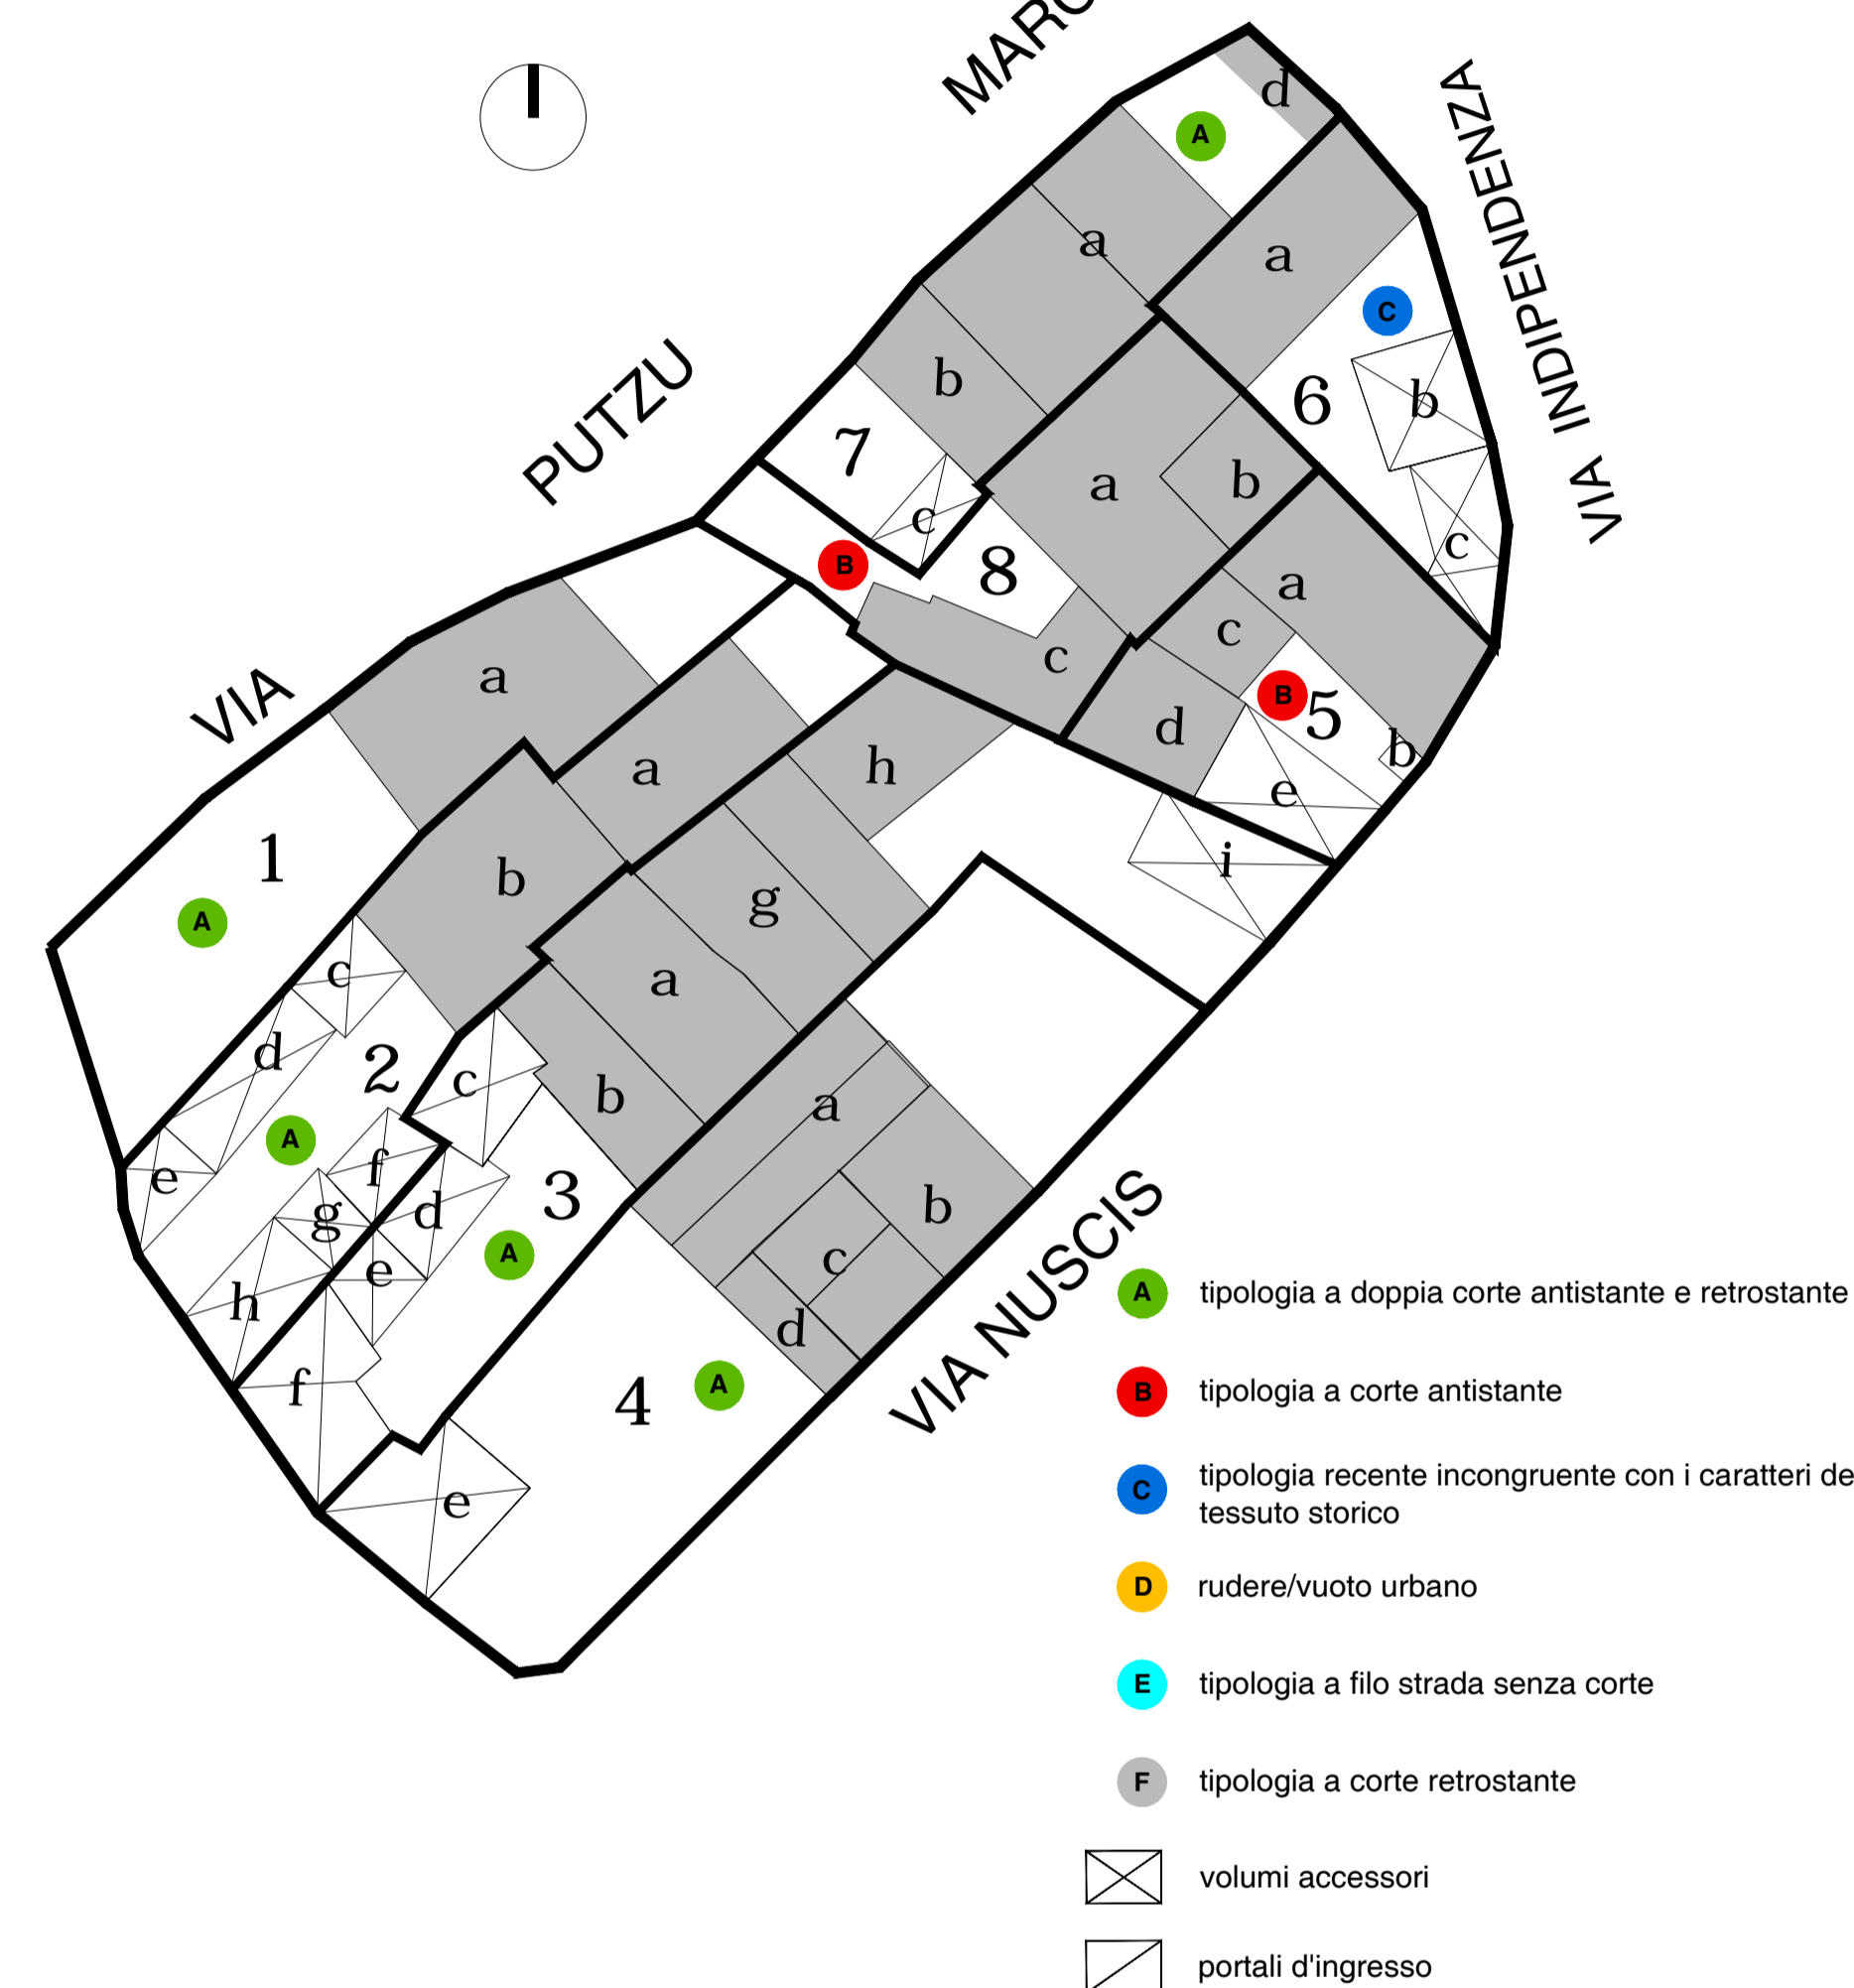 MARC
VIA INDIPENDENZA
d
A
a
a
C
PUTZU
b
6
b
7
a
b
c
c
B
8
a
VIA
c
c
a
B
5
d
b
a
h
e
1
i
b
g
A
c
a
d
2
c
b
a
A
e
f
3
g
d
b
VIA NUSCIS
A
e
c
h
d
f
4
A
e
A tipologia a doppia corte antistante e retrostante
B tipologia a corte antistante
C tipologia recente incongruente con i caratteri de
tessuto storico
D rudere/vuoto urbano
E tipologia a filo strada senza corte
F tipologia a corte retrostante
volumi accessori
portali d'ingresso